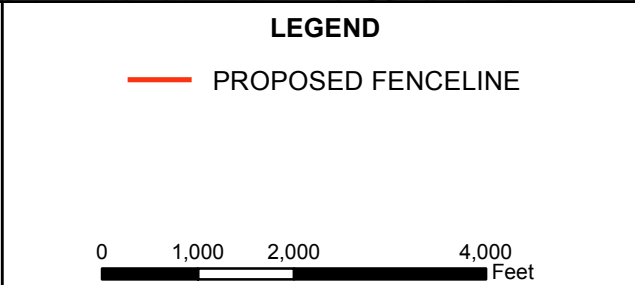 LEGEND
PROPOSED FENCELINE
0 1,000 2,000 4,000
Feet